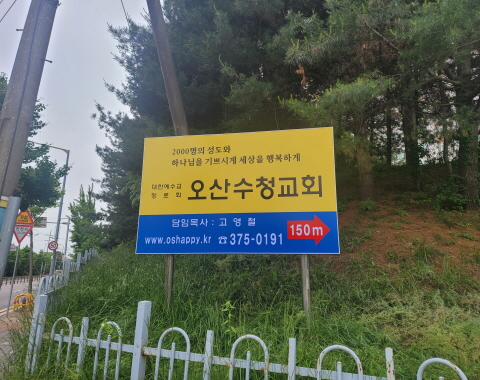 2000명의 성도와
하나님을 기쁘시게 세상을 행복하게
대한예수교
장로회
오산수청교회
담임목사 : 고영철
www.oshappy.kr ☎375-0191
150m